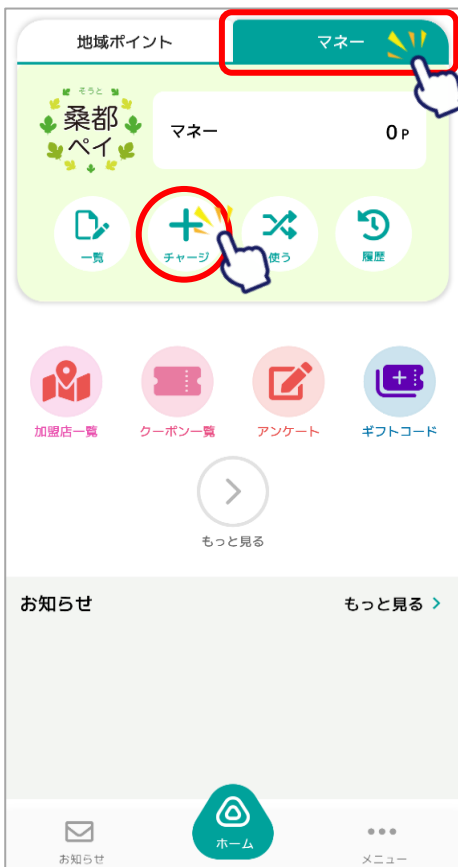 地域ポイント
マネー
そうと
桑都
ペイ
マネー
0 P
一覧
チャージ
使う
履歴
加盟店一覧
クーポン一覧
アンケート
ギフトコード
もっと見る
お知らせ
もっと見る
お知らせ
ホーム
メニュー